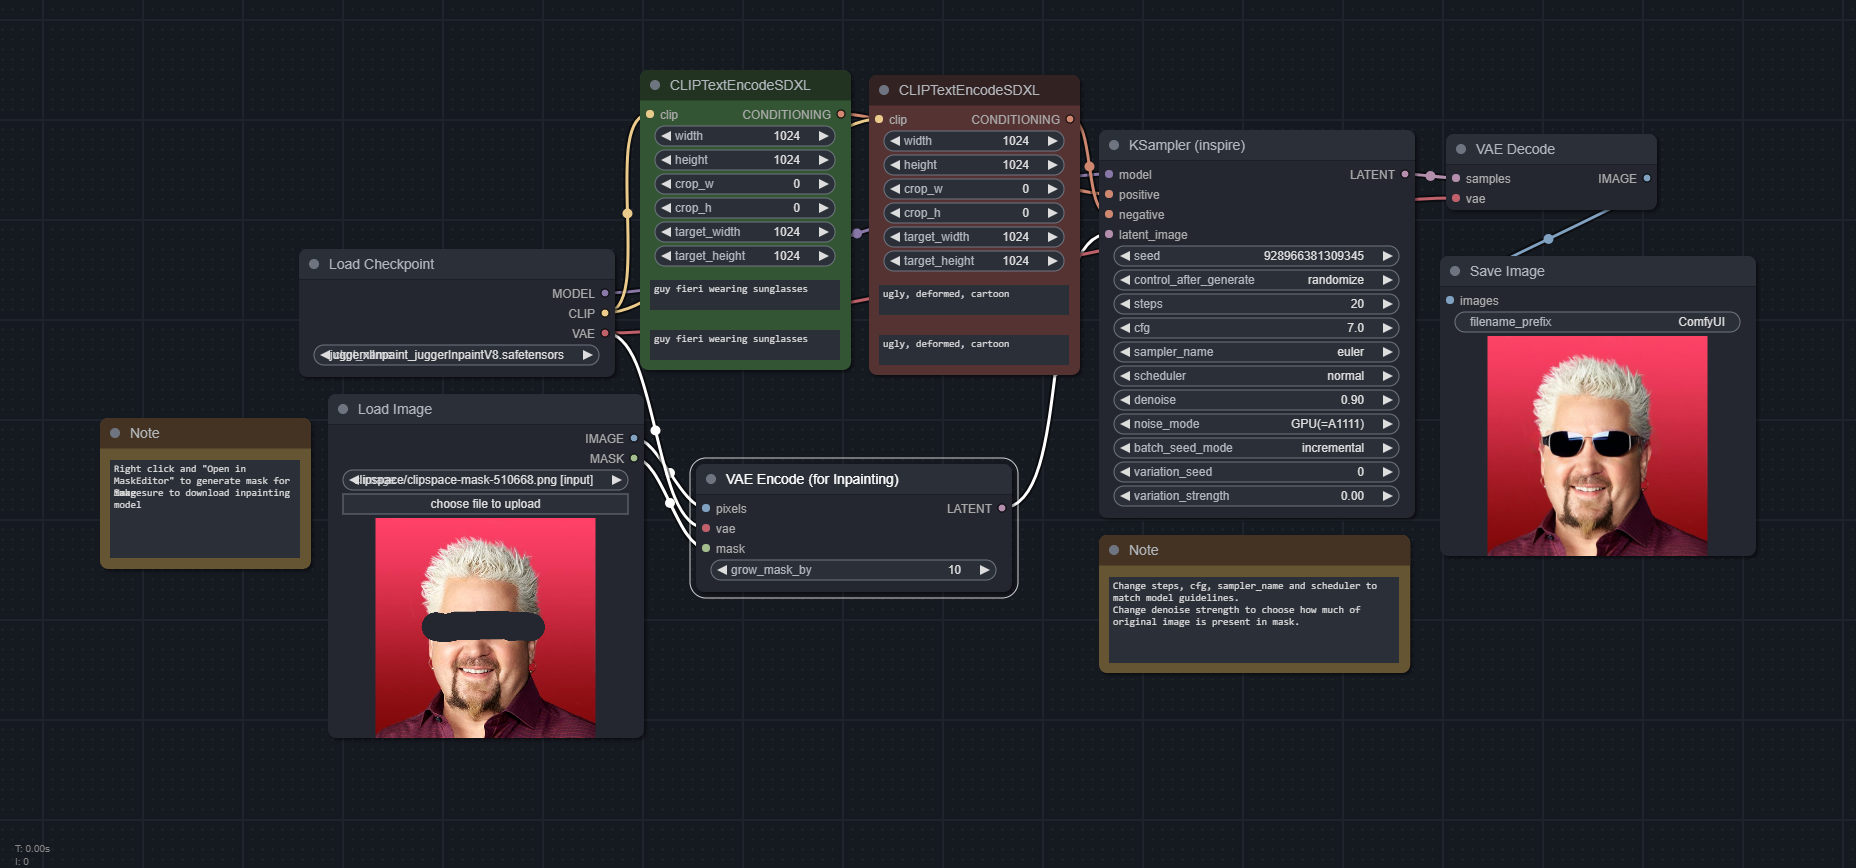 CLIPTextEncodeSDXL
clip CONDITIONING
width 1024
height 1024
crop_w 0
crop_h 0
target_width 1024
target_height 1024
guy fieri wearing sunglasses
guy fieri wearing sunglasses
CLIPTextEncodeSDXL
clip CONDITIONING
width 1024
height 1024
crop_w 0
crop_h 0
target_width 1024
target_height 1024
ugly, deformed, cartoon
ugly, deformed, cartoon
KSampler (inspire)
model LATENT
positive
negative
latent_image
seed 928966381309345
control_after_generate randomize
steps 20
cfg 7.0
sampler_name euler
scheduler normal
denoise 0.90
noise_mode GPU(=A1111)
batch_seed_mode incremental
variation_seed 0
variation_strength 0.00
VAE Decode
samples IMAGE
vae
Save Image
images
filename_prefix ComfyUI
Load Checkpoint
MODEL
CLIP
VAE
juggerInpaintV8.safetensors
Load Image
IMAGE
MASK
/clipspace-mask-510668.png [input]
choose file to upload
Note
Right click and "Open in
MaskEditor" to generate mask for
sure to download inpainting
model
VAE Encode (for Inpainting)
pixels LATENT
vae
mask
grow_mask_by 10
Note
Change steps, cfg, sampler_name and scheduler to
match model guidelines.
Change denoise strength to choose how much of
original image is present in mask.
T: 0.00s
I: 0